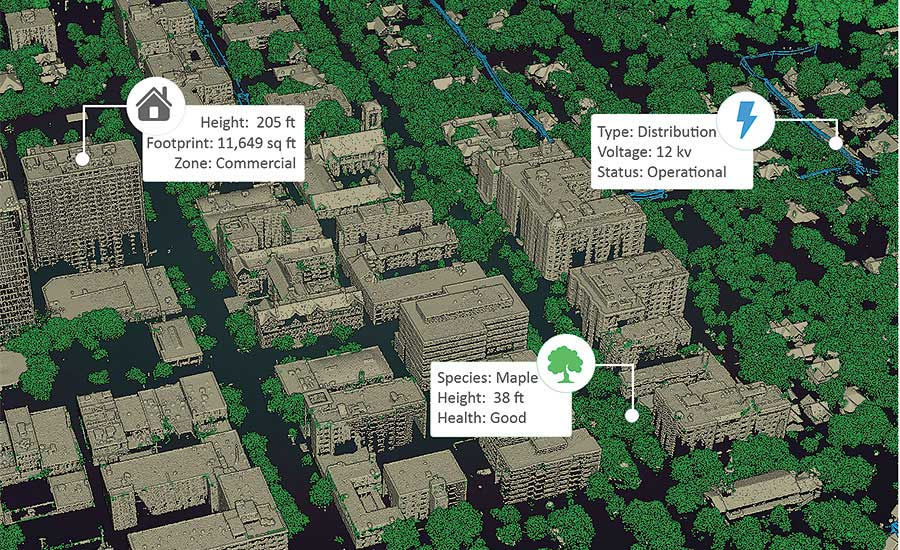 Height: 205 ft
Footprint: 11,649 sq ft
Zone: Commercial
Type: Distribution
Voltage: 12 kv
Status: Operational
Species: Maple
Height: 38 ft
Health: Good